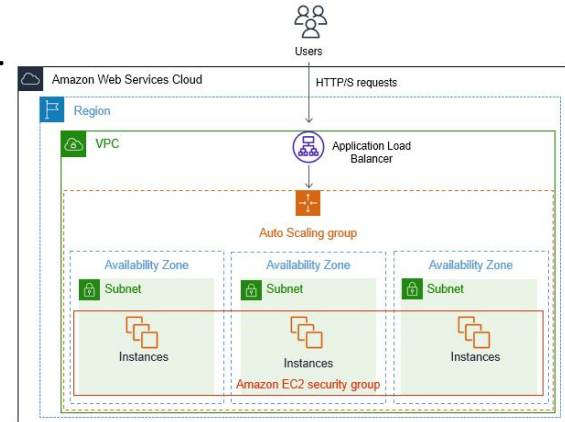 Users
Amazon Web Services Cloud
HTTP/S requests
Region
VPC
Application Load
Balancer
Auto Scaling group
Availability Zone
Availability Zone
Availability Zone
Subnet
Subnet
Subnet
Instances
Instances
Instances
Amazon EC2 security group